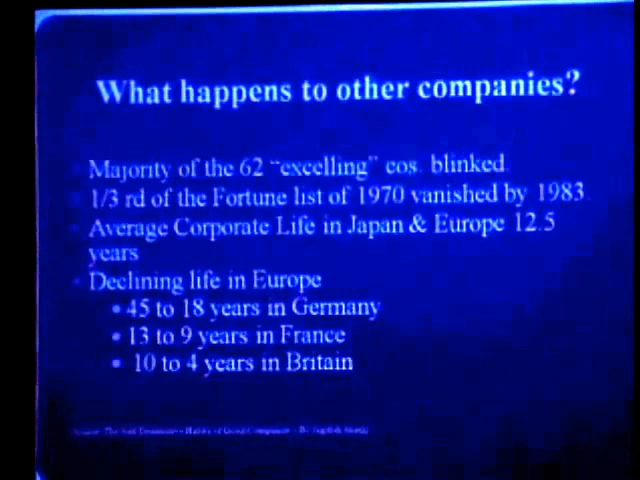 What happens to other companies?
Majority of the 62 “excelling” cos. blinked.
1/3 rd of the Fortune list of 1970 vanished by 1983.
Average Corporate Life in Japan & Europe 12.5
years
Declining life in Europe
45 to 18 years in Germany
13 to 9 years in France
10 to 4 years in Britain